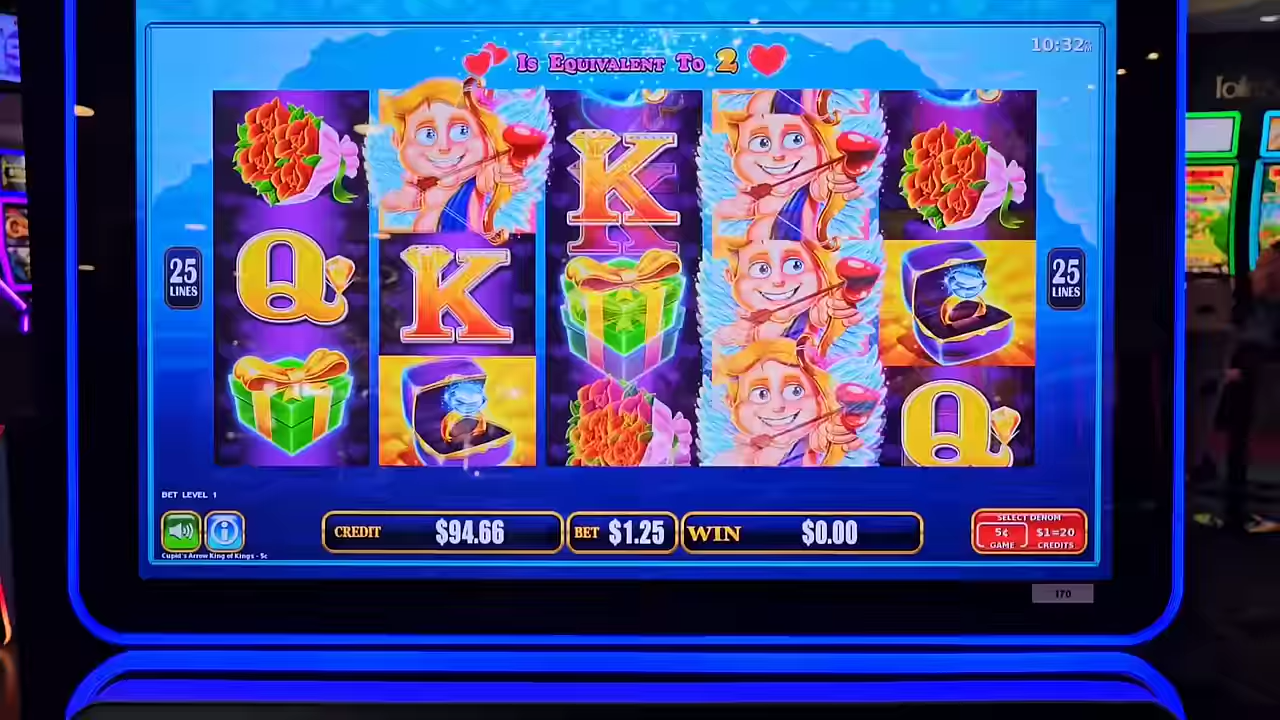 Is Equivalent To 2
10:32
K
Q
K
25
LINES
25
LINES
Q
BET LEVEL 1
CREDIT $94.66
BET $1.25
WIN $0.00
SELECT DENOM
5¢ $1=20
GAME CREDITS
Cupid's Arrow King of Kings - 5c
170